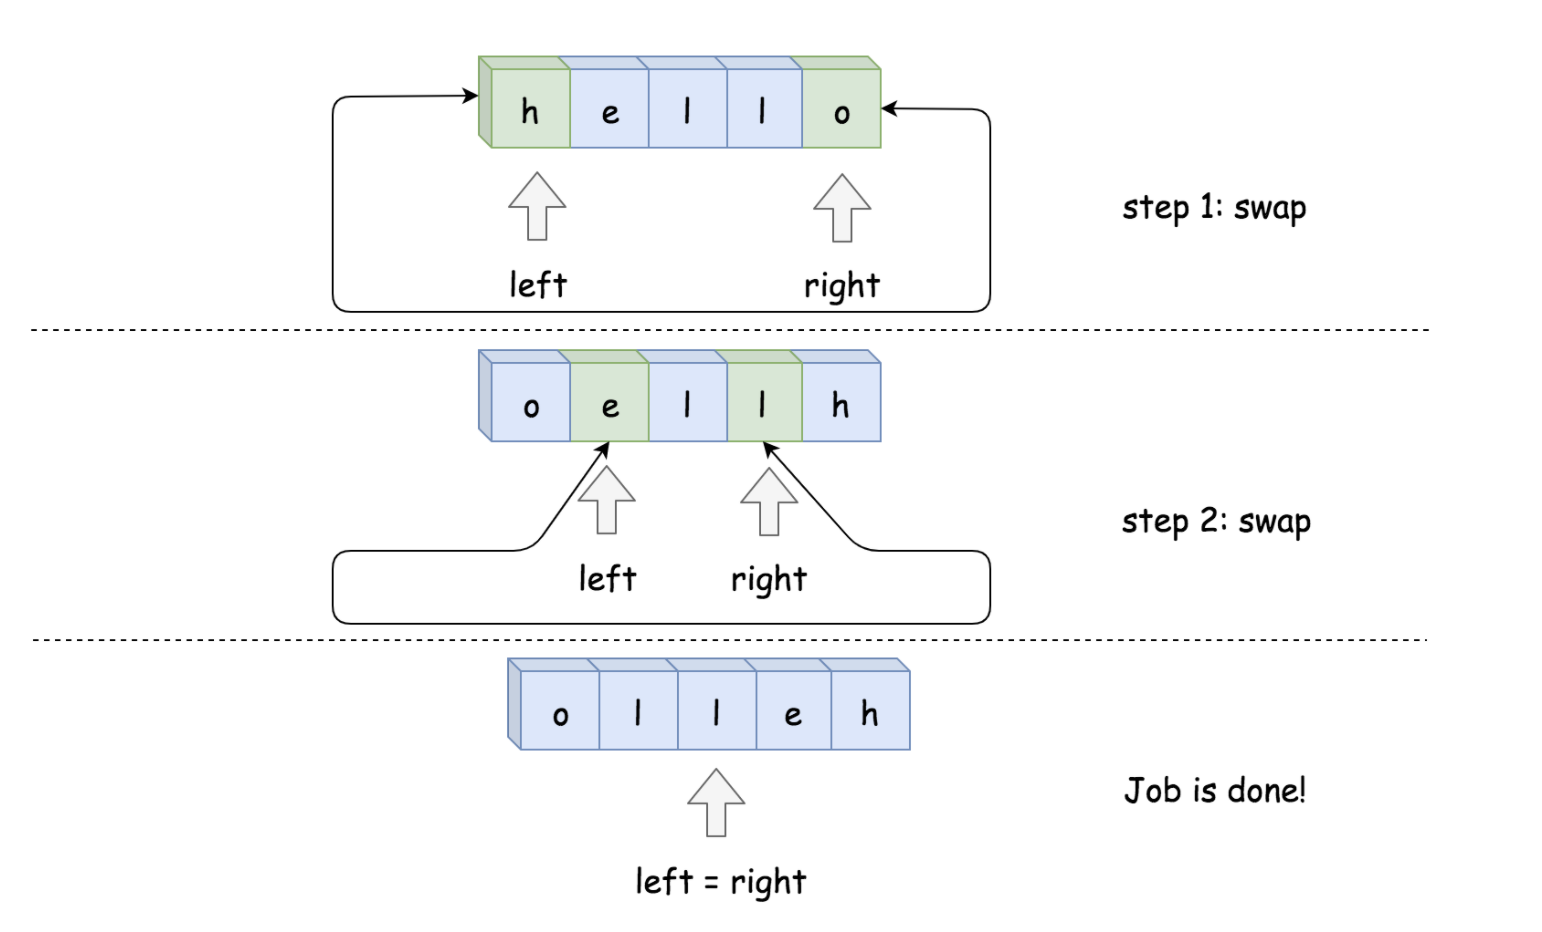 h e l l o
left right
step 1: swap
o e l l h
left right
step 2: swap
o l l e h
left = right
Job is done!